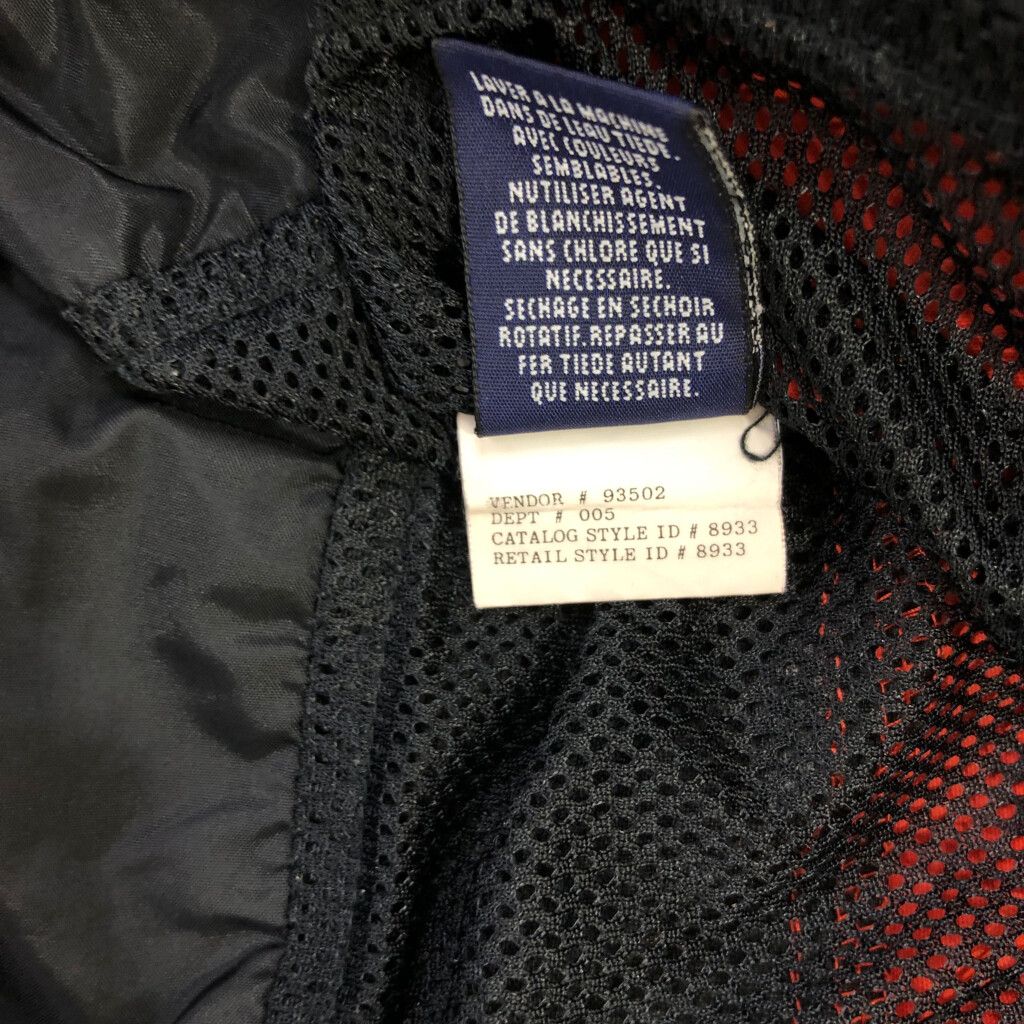 LAVER A LA MACHINE
DANS DE LEAU TIEDE.
AVEC COULEURS
SEMBLABLES.
NUTILISER AGENT
DE BLANCHISSEMENT
SANS CHLORE QUE SI
NECESSAIRE.
SECHAGE EN SECHOIR
ROTATIF. REPASSER AU
FER TIEDE AUTANT
QUE NECESSAIRE.
VENDOR # 93502
DEPT # 005
CATALOG STYLE ID # 8933
RETAIL STYLE ID # 8933